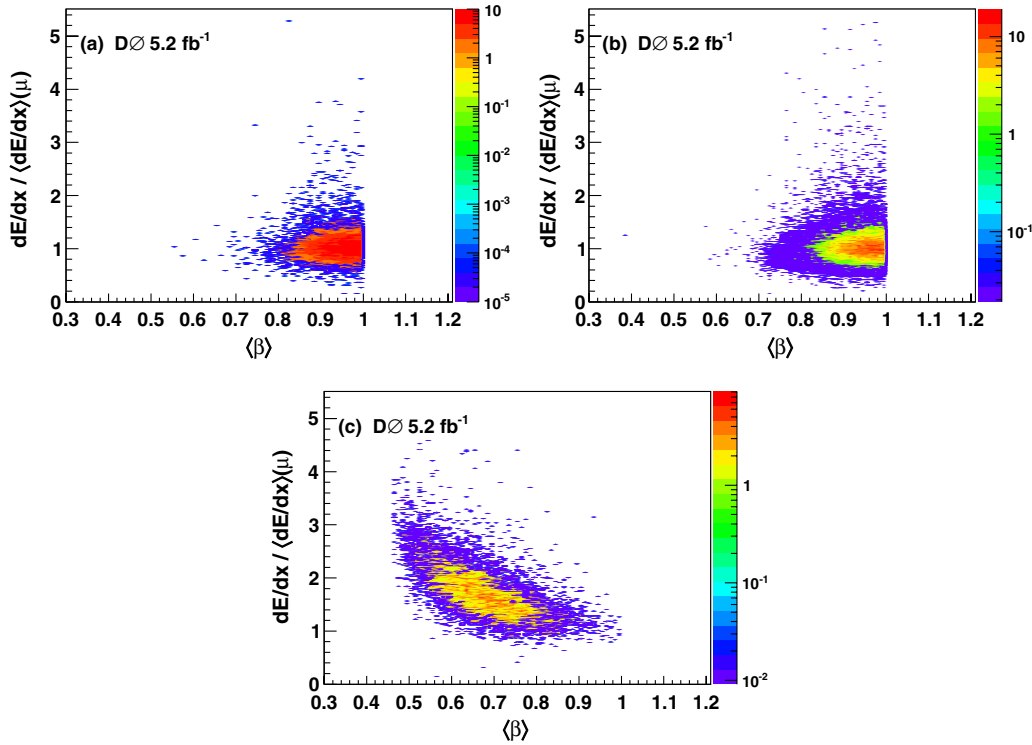 (a) DØ 5.2 fb⁻¹
dE/dx / ⟨dE/dx⟩(μ)
5
4
3
2
1
0
0.3 0.4 0.5 0.6 0.7 0.8 0.9 1 1.1 1.2
⟨β⟩
10
1
10⁻¹
10⁻²
10⁻³
10⁻⁴
10⁻⁵
(b) DØ 5.2 fb⁻¹
dE/dx / ⟨dE/dx⟩(μ)
5
4
3
2
1
0
0.3 0.4 0.5 0.6 0.7 0.8 0.9 1 1.1 1.2
⟨β⟩
10
1
10⁻¹
(c) DØ 5.2 fb⁻¹
dE/dx / ⟨dE/dx⟩(μ)
5
4
3
2
1
0
0.3 0.4 0.5 0.6 0.7 0.8 0.9 1 1.1 1.2
⟨β⟩
1
10⁻¹
10⁻²